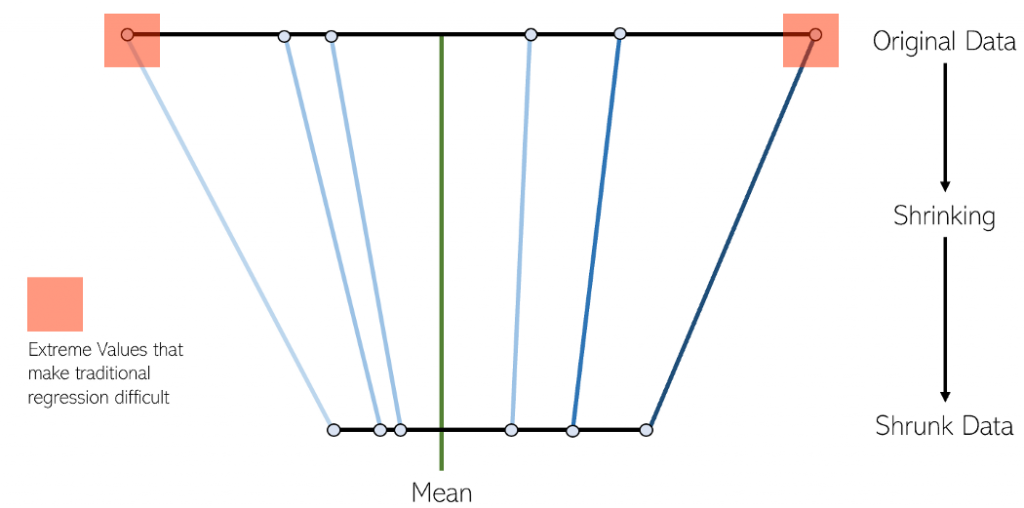 Original Data
Shrinking
Extreme Values that
make traditional
regression difficult
Shrunk Data
Mean